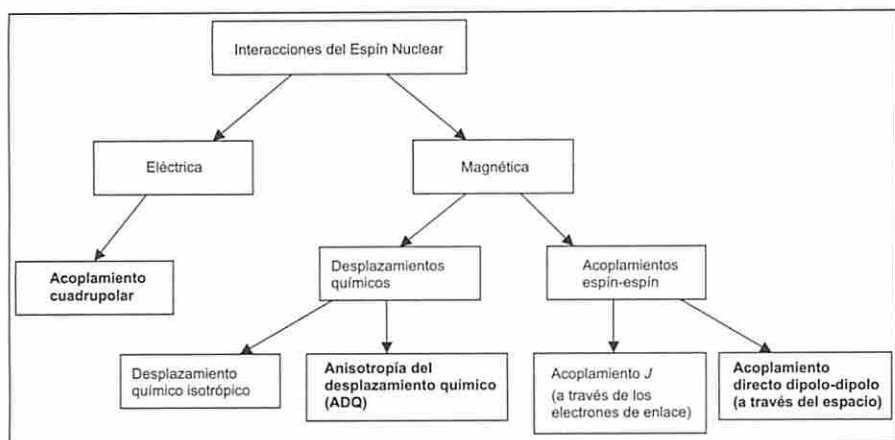 Interacciones del Espín Nuclear
Eléctrica
Magnética
Acoplamiento
cuadrupolar
Desplazamientos
químicos
Acoplamientos
espín-espín
Desplazamiento
químico isotrópico
Anisotropía del
desplazamiento químico
(ADQ)
Acoplamiento J
(a través de los
electrones de enlace)
Acoplamiento
directo dipolo-dipolo
(a través del espacio)